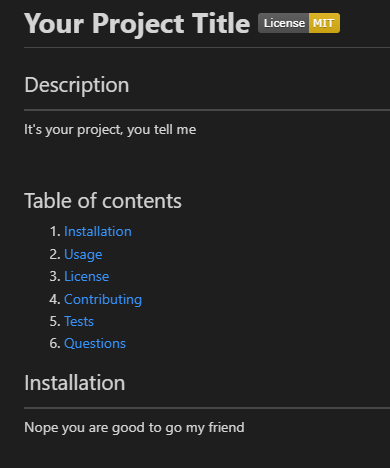 Your Project Title License MIT
Description
It's your project, you tell me
Table of contents
1. Installation
2. Usage
3. License
4. Contributing
5. Tests
6. Questions
Installation
Nope you are good to go my friend